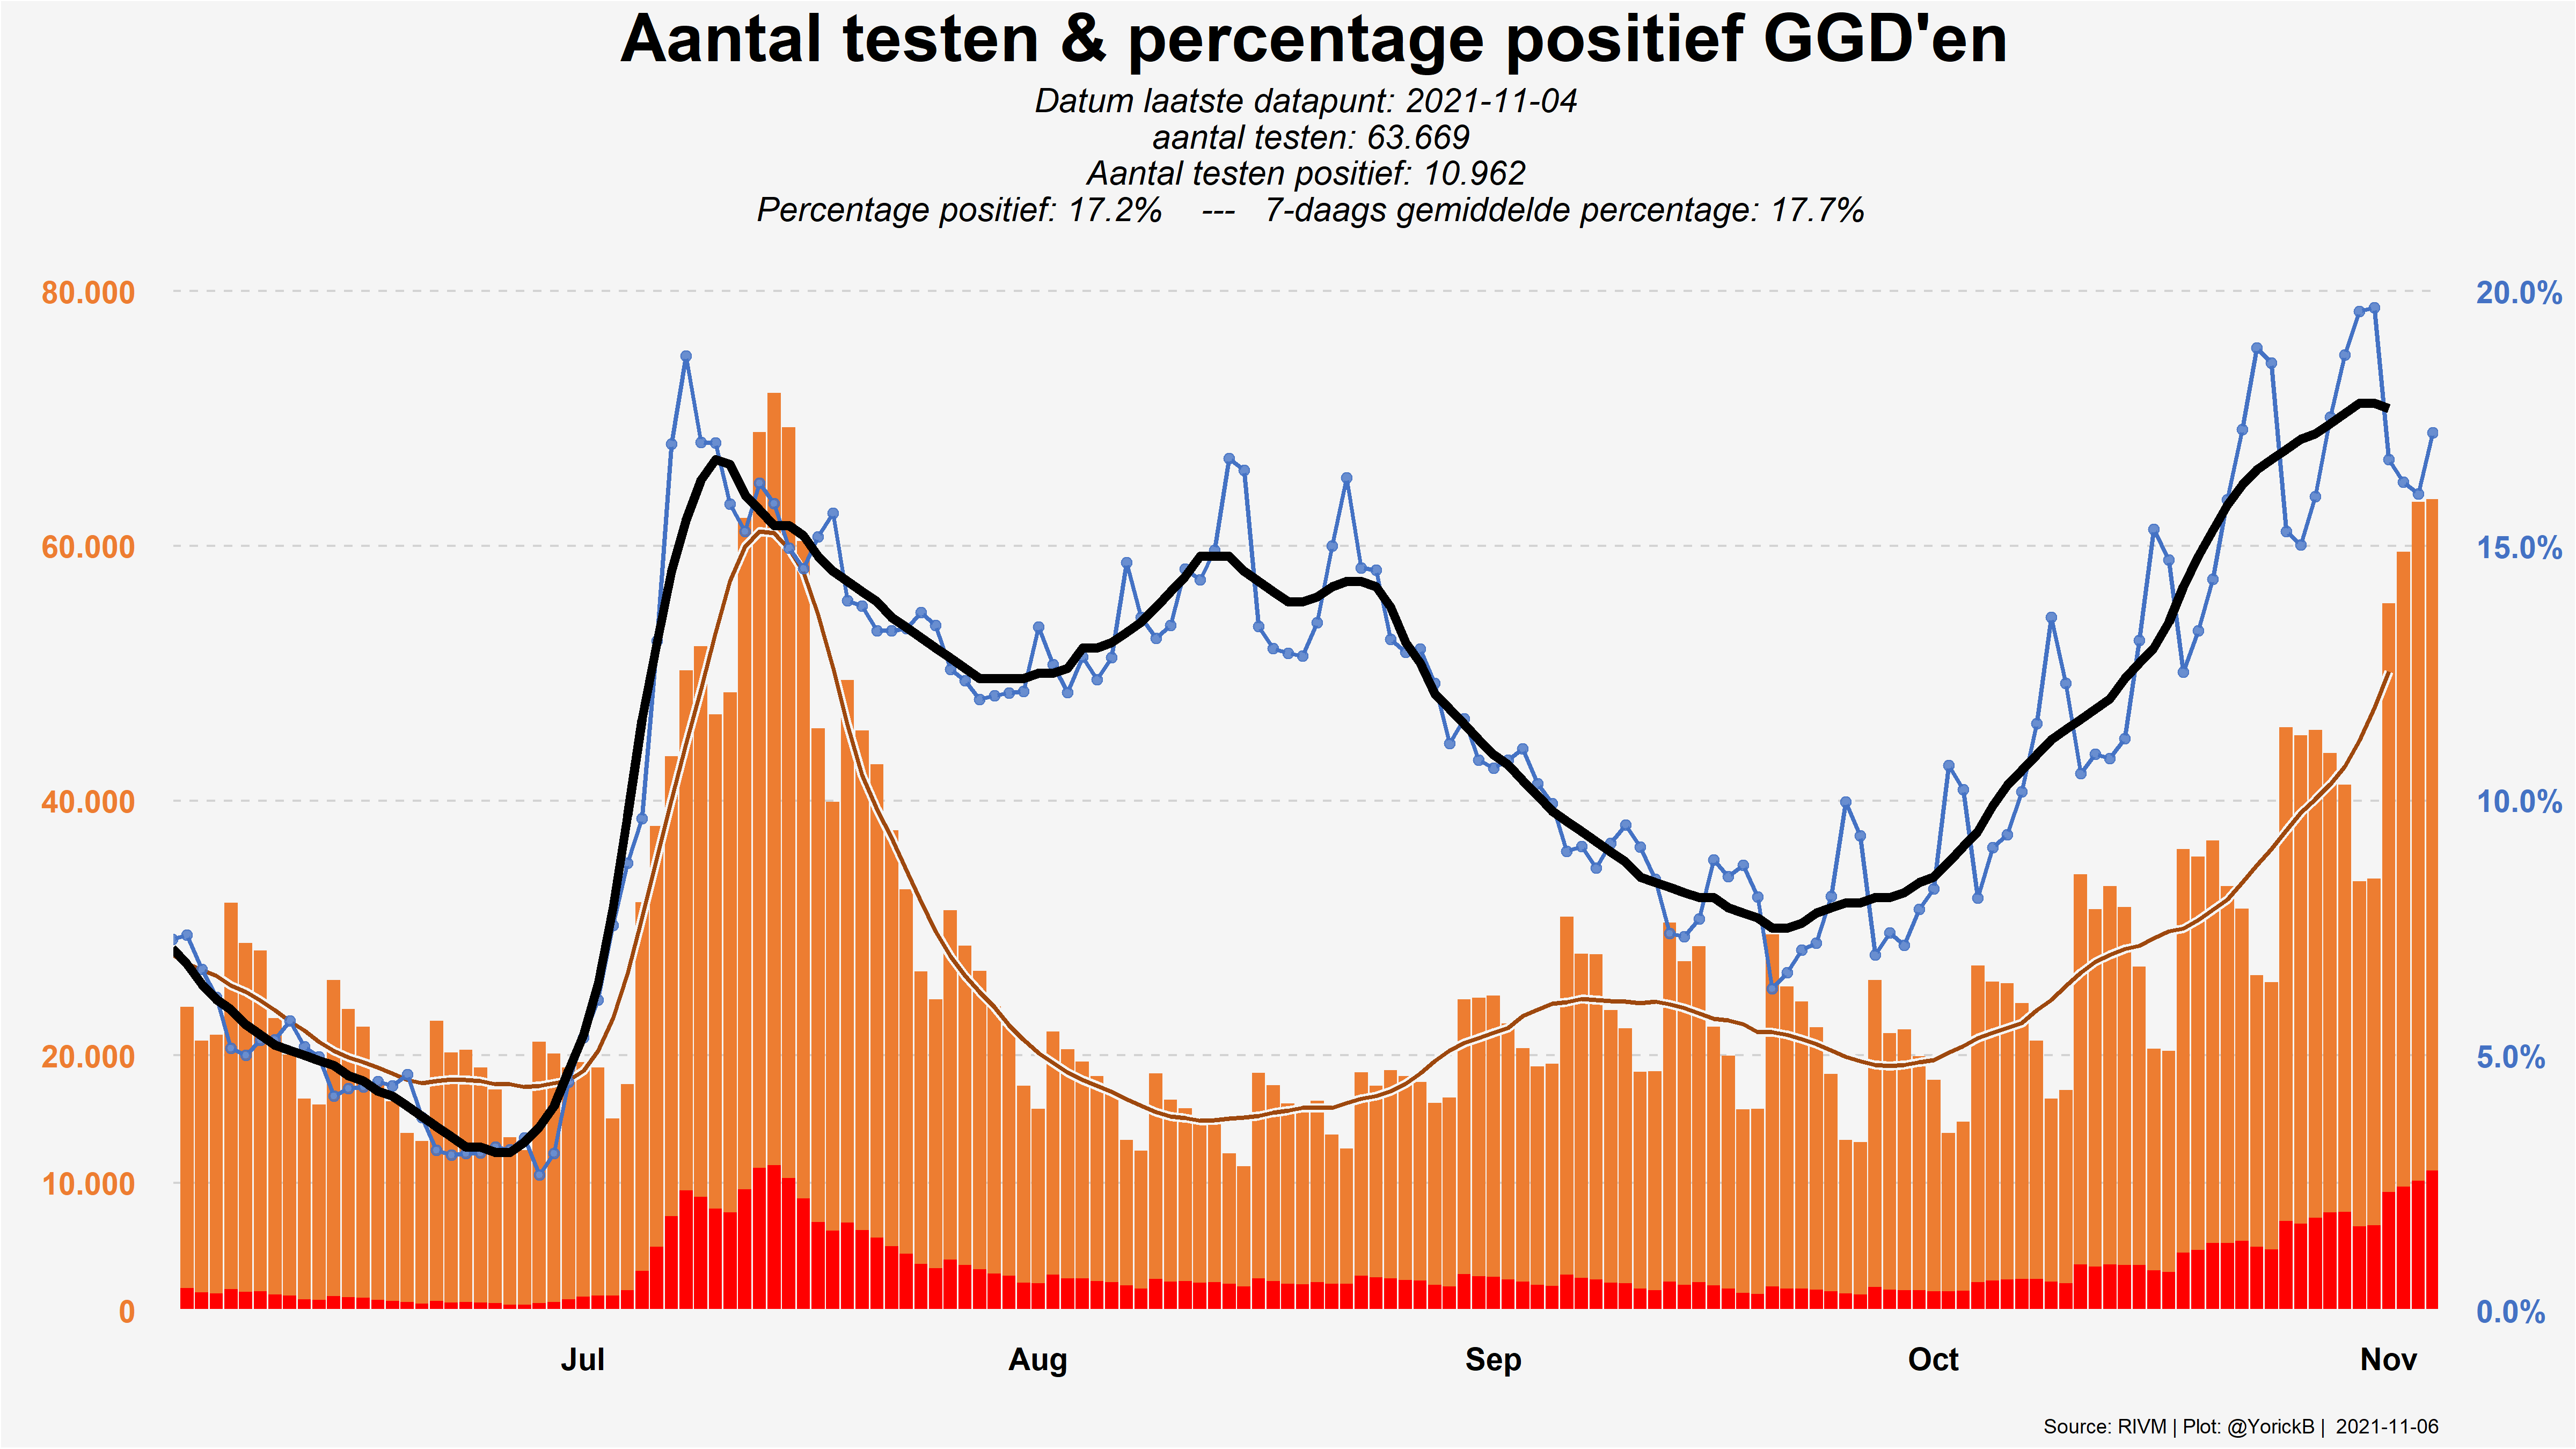 Aantal testen & percentage positief GGD'en
Datum laatste datapunt: 2021-11-04
aantal testen: 63.669
Aantal testen positief: 10.962
Percentage positief: 17.2% --- 7-daags gemiddelde percentage: 17.7%
80.000
20.0%
60.000
15.0%
40.000
10.0%
20.000
5.0%
10.000
0
0.0%
Jul
Aug
Sep
Oct
Nov
Source: RIVM | Plot: @YorickB | 2021-11-06